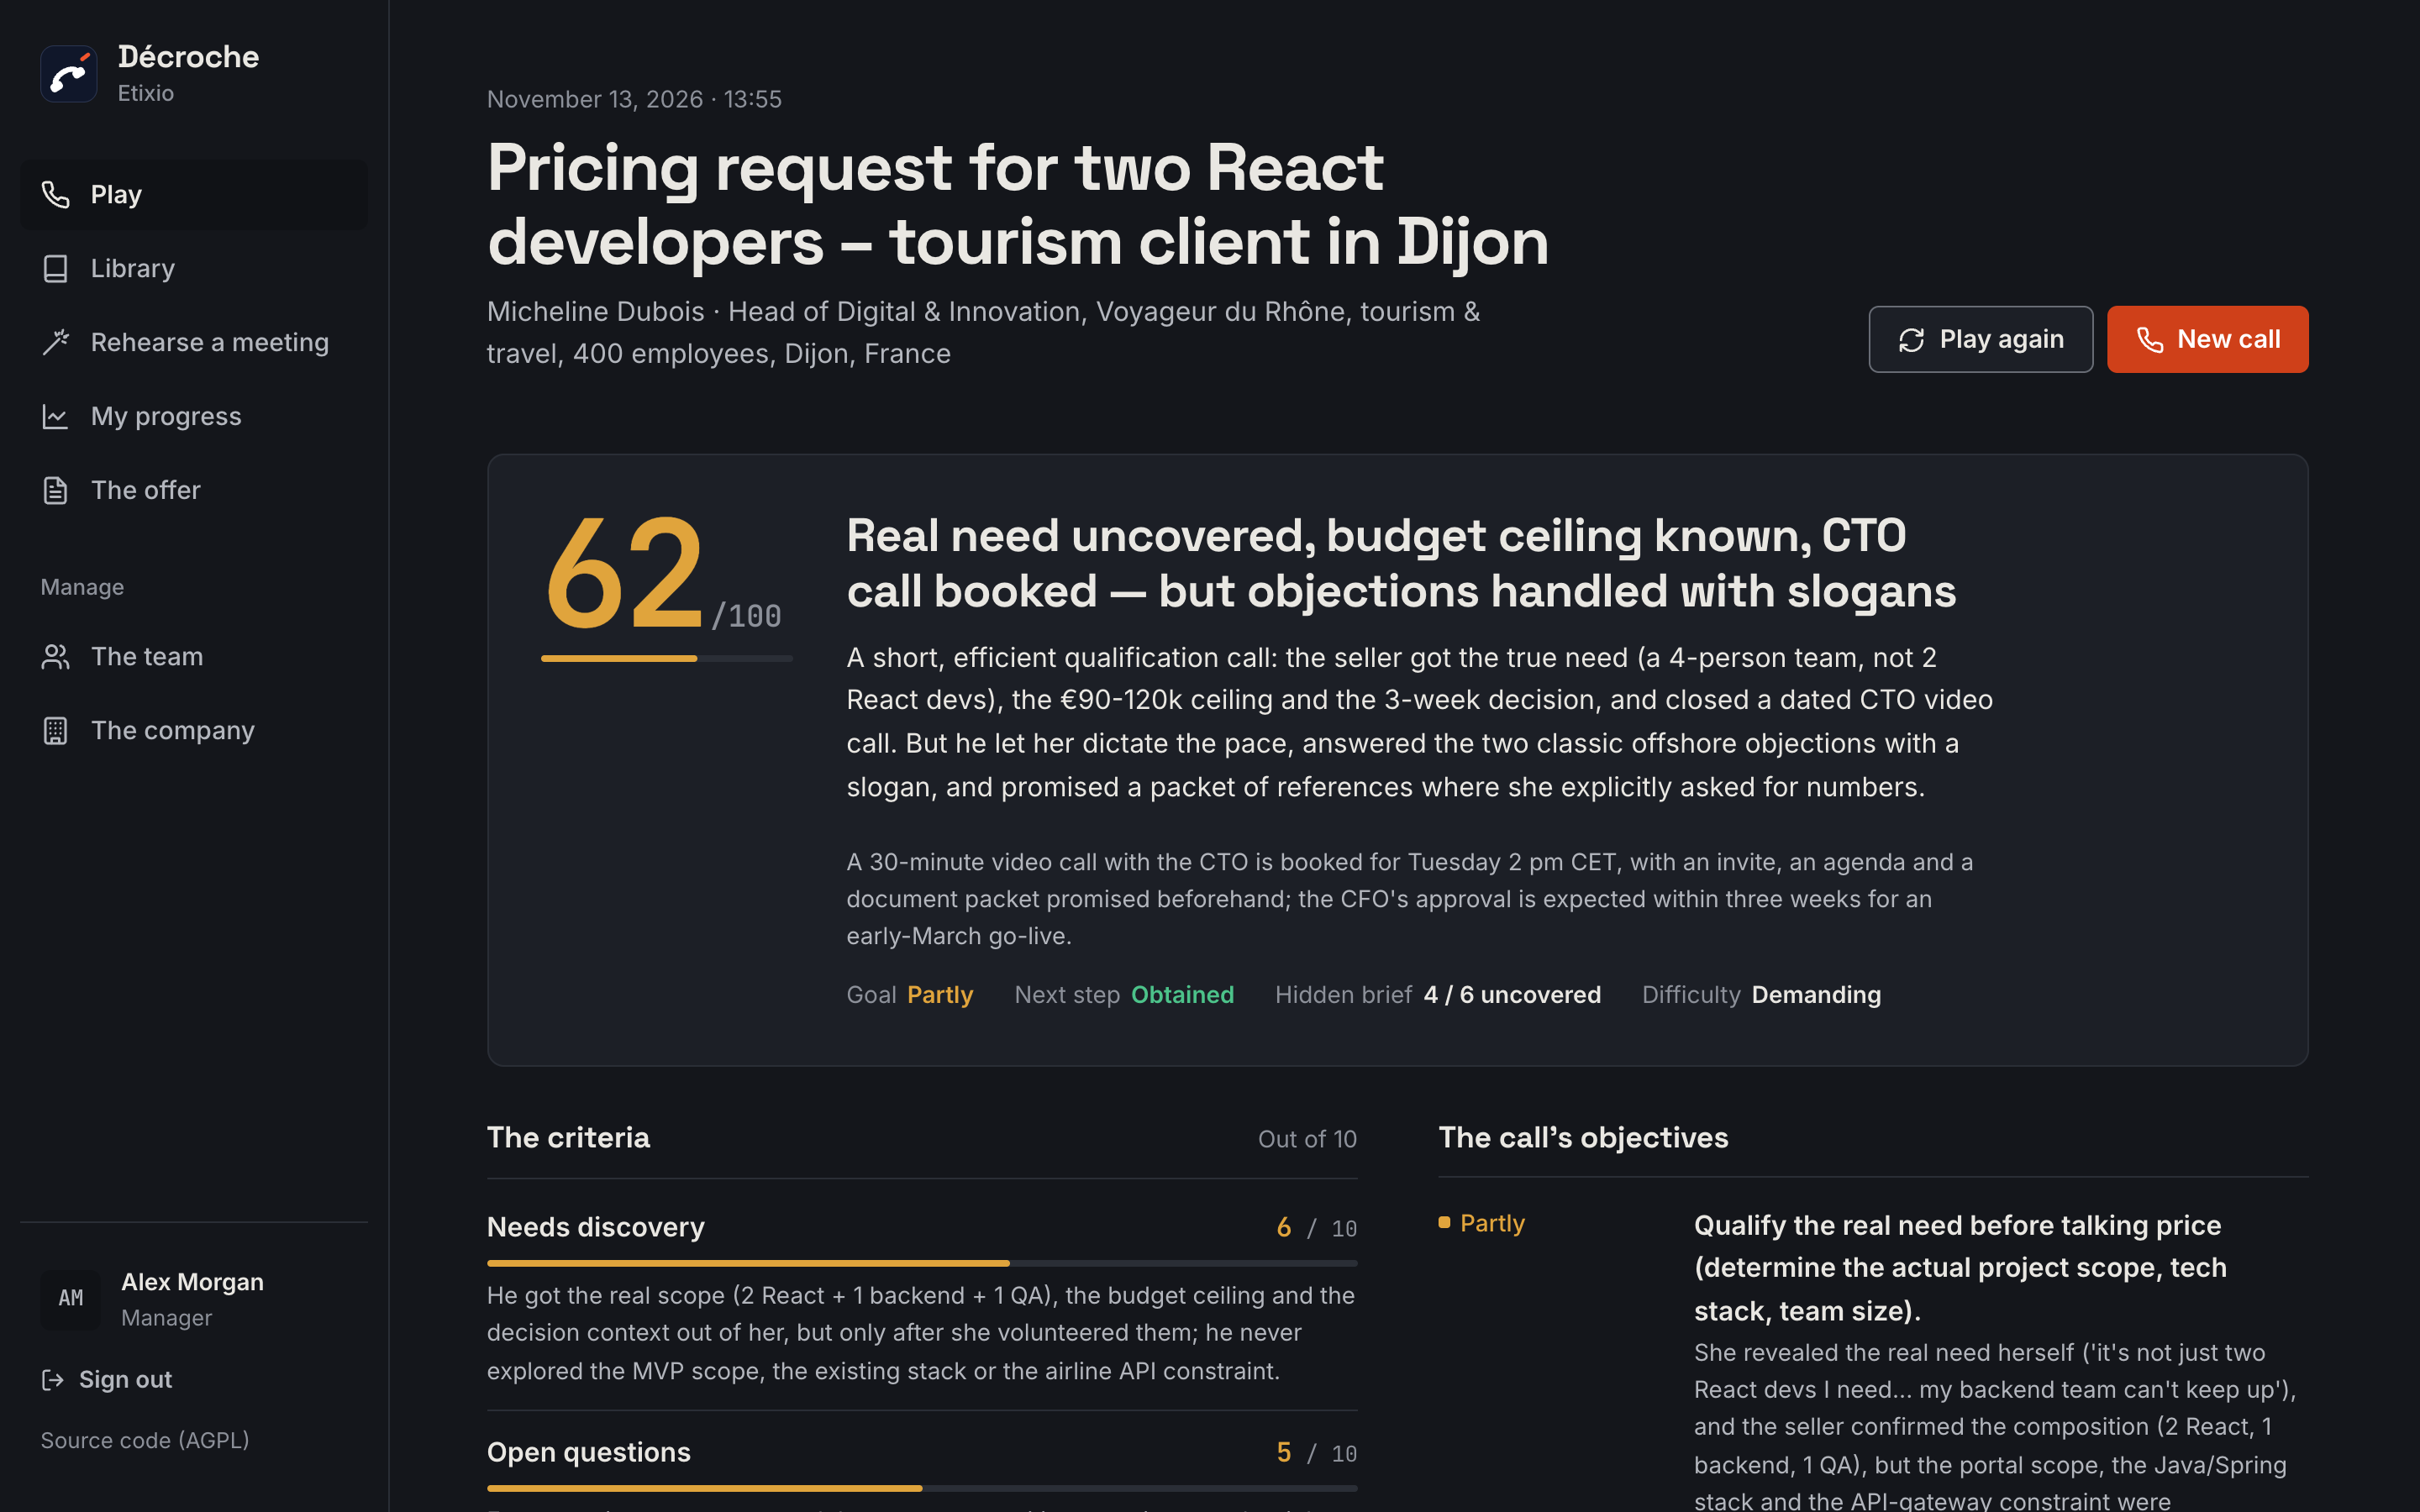 Décroche
Etixio
Play
Library
Rehearse a meeting
My progress
The offer
Manage
The team
The company
AM
Alex Morgan
Manager
Sign out
Source code (AGPL)
November 13, 2026 · 13:55
Pricing request for two React
developers – tourism client in Dijon
Micheline Dubois · Head of Digital & Innovation, Voyageur du Rhône, tourism &
travel, 400 employees, Dijon, France
Play again
New call
62 /100
Real need uncovered, budget ceiling known, CTO
call booked — but objections handled with slogans
A short, efficient qualification call: the seller got the true need (a 4-person team, not 2
React devs), the €90-120k ceiling and the 3-week decision, and closed a dated CTO video
call. But he let her dictate the pace, answered the two classic offshore objections with a
slogan, and promised a packet of references where she explicitly asked for numbers.
A 30-minute video call with the CTO is booked for Tuesday 2 pm CET, with an invite, an agenda and a
document packet promised beforehand; the CFO's approval is expected within three weeks for an
early-March go-live.
Goal Partly Next step Obtained Hidden brief 4 / 6 uncovered Difficulty Demanding
The criteria Out of 10
Needs discovery 6 / 10
He got the real scope (2 React + 1 backend + 1 QA), the budget ceiling and the
decision context out of her, but only after she volunteered them; he never
explored the MVP scope, the existing stack or the airline API constraint.
Open questions 5 / 10
The call’s objectives
Partly
Qualify the real need before talking price
(determine the actual project scope, tech
stack, team size).
She revealed the real need herself ('it's not just two
React devs I need... my backend team can't keep up'),
and the seller confirmed the composition (2 React, 1
backend, 1 QA), but the portal scope, the Java/Spring
stack and the API-gateway constraint were